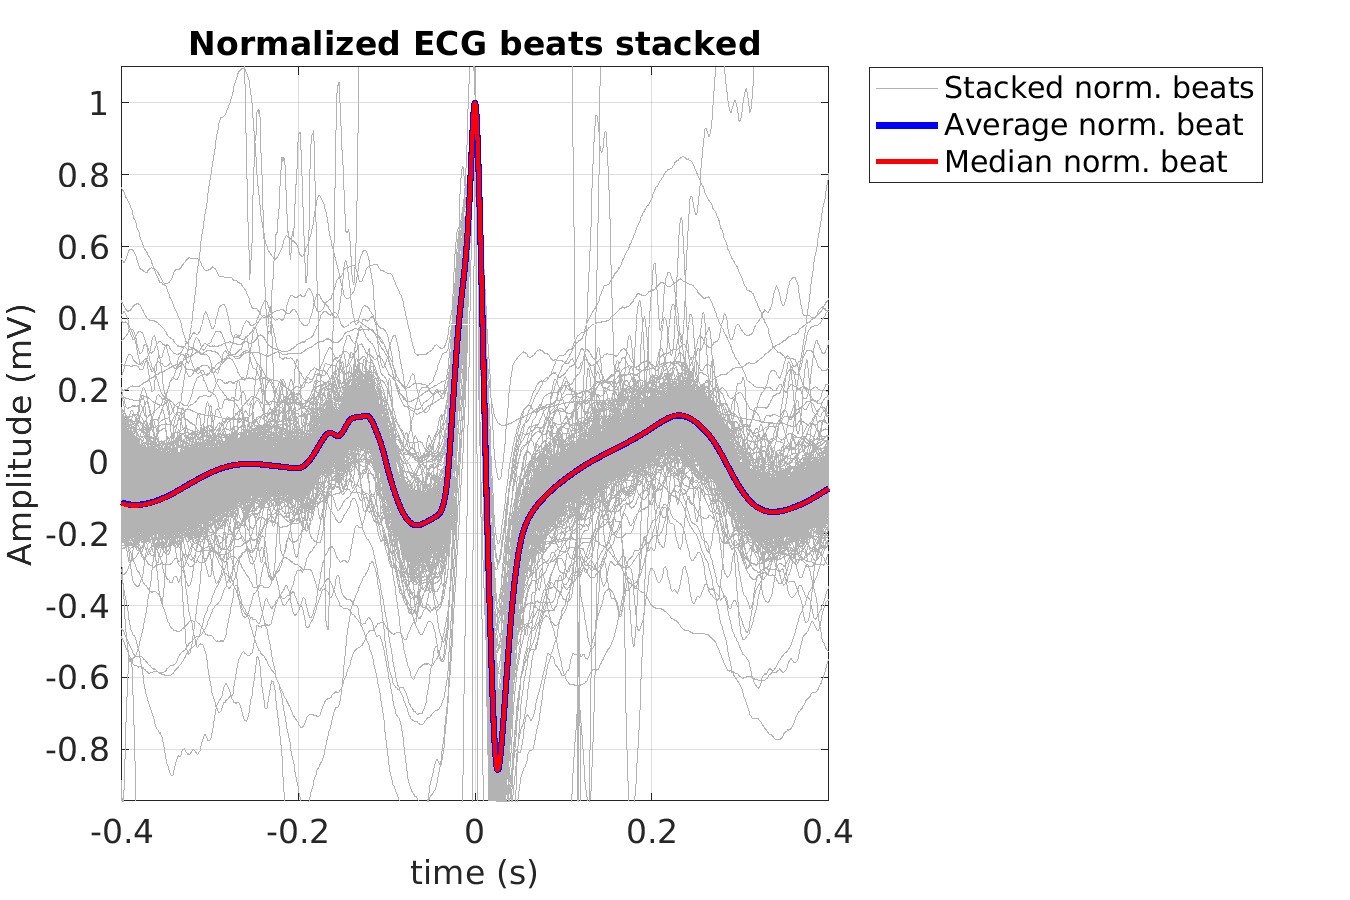 Normalized ECG beats stacked
Stacked norm. beats
Average norm. beat
Median norm. beat
Amplitude (mV)
1
0.8
0.6
0.4
0.2
0
-0.2
-0.4
-0.6
-0.8
-0.4 -0.2 0 0.2 0.4
time (s)